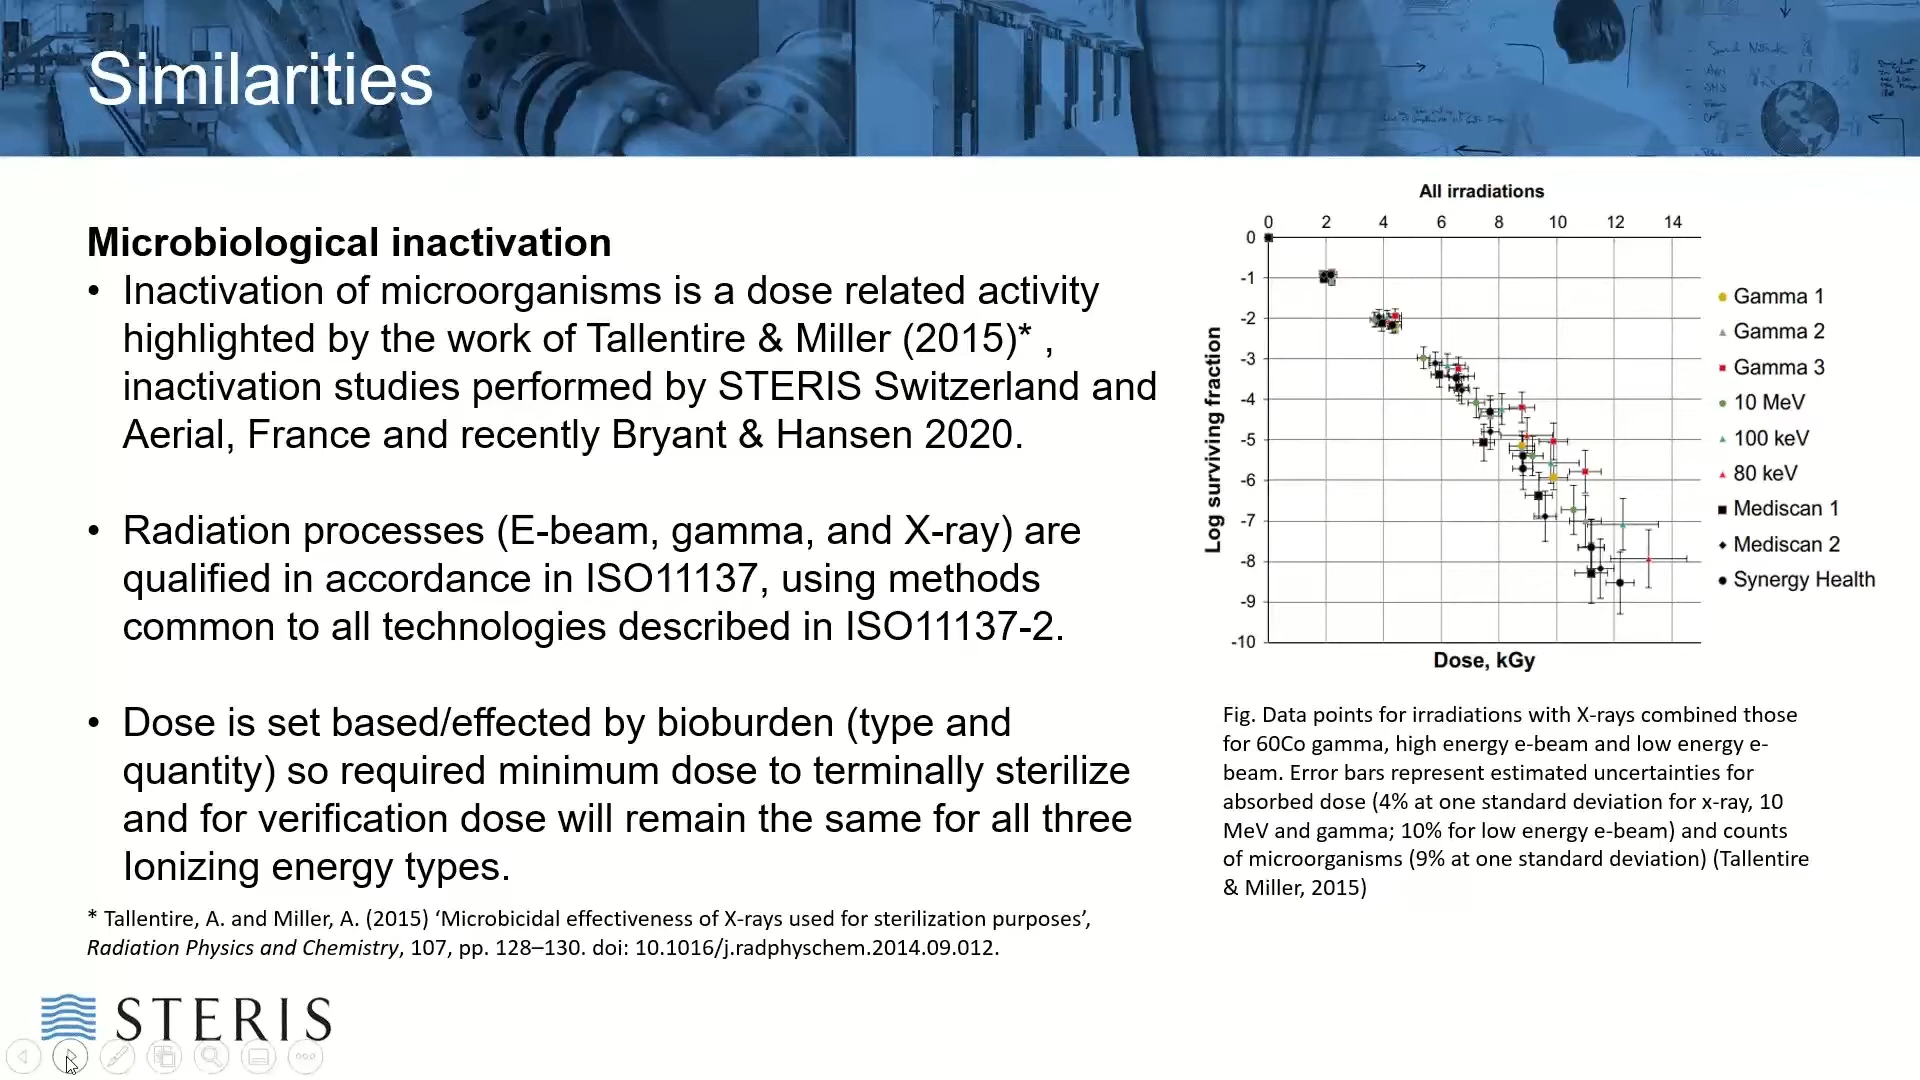 Similarities
Microbiological inactivation
• Inactivation of microorganisms is a dose related activity
highlighted by the work of Tallentire & Miller (2015)* ,
inactivation studies performed by STERIS Switzerland and
Aerial, France and recently Bryant & Hansen 2020.
• Radiation processes (E-beam, gamma, and X-ray) are
qualified in accordance in ISO11137, using methods
common to all technologies described in ISO11137-2.
• Dose is set based/effected by bioburden (type and
quantity) so required minimum dose to terminally sterilize
and for verification dose will remain the same for all three
Ionizing energy types.
* Tallentire, A. and Miller, A. (2015) ‘Microbicidal effectiveness of X-rays used for sterilization purposes’,
Radiation Physics and Chemistry, 107, pp. 128–130. doi: 10.1016/j.radphyschem.2014.09.012.
STERIS
All irradiations
0 2 4 6 8 10 12 14
0
-1
-2
-3
-4
-5
-6
-7
-8
-9
-10
Log surviving fraction
Dose, kGy
Gamma 1
Gamma 2
Gamma 3
10 MeV
100 keV
80 keV
Mediscan 1
Mediscan 2
Synergy Health
Fig. Data points for irradiations with X-rays combined those
for 60Co gamma, high energy e-beam and low energy e-
beam. Error bars represent estimated uncertainties for
absorbed dose (4% at one standard deviation for x-ray, 10
MeV and gamma; 10% for low energy e-beam) and counts
of microorganisms (9% at one standard deviation) (Tallentire
& Miller, 2015)